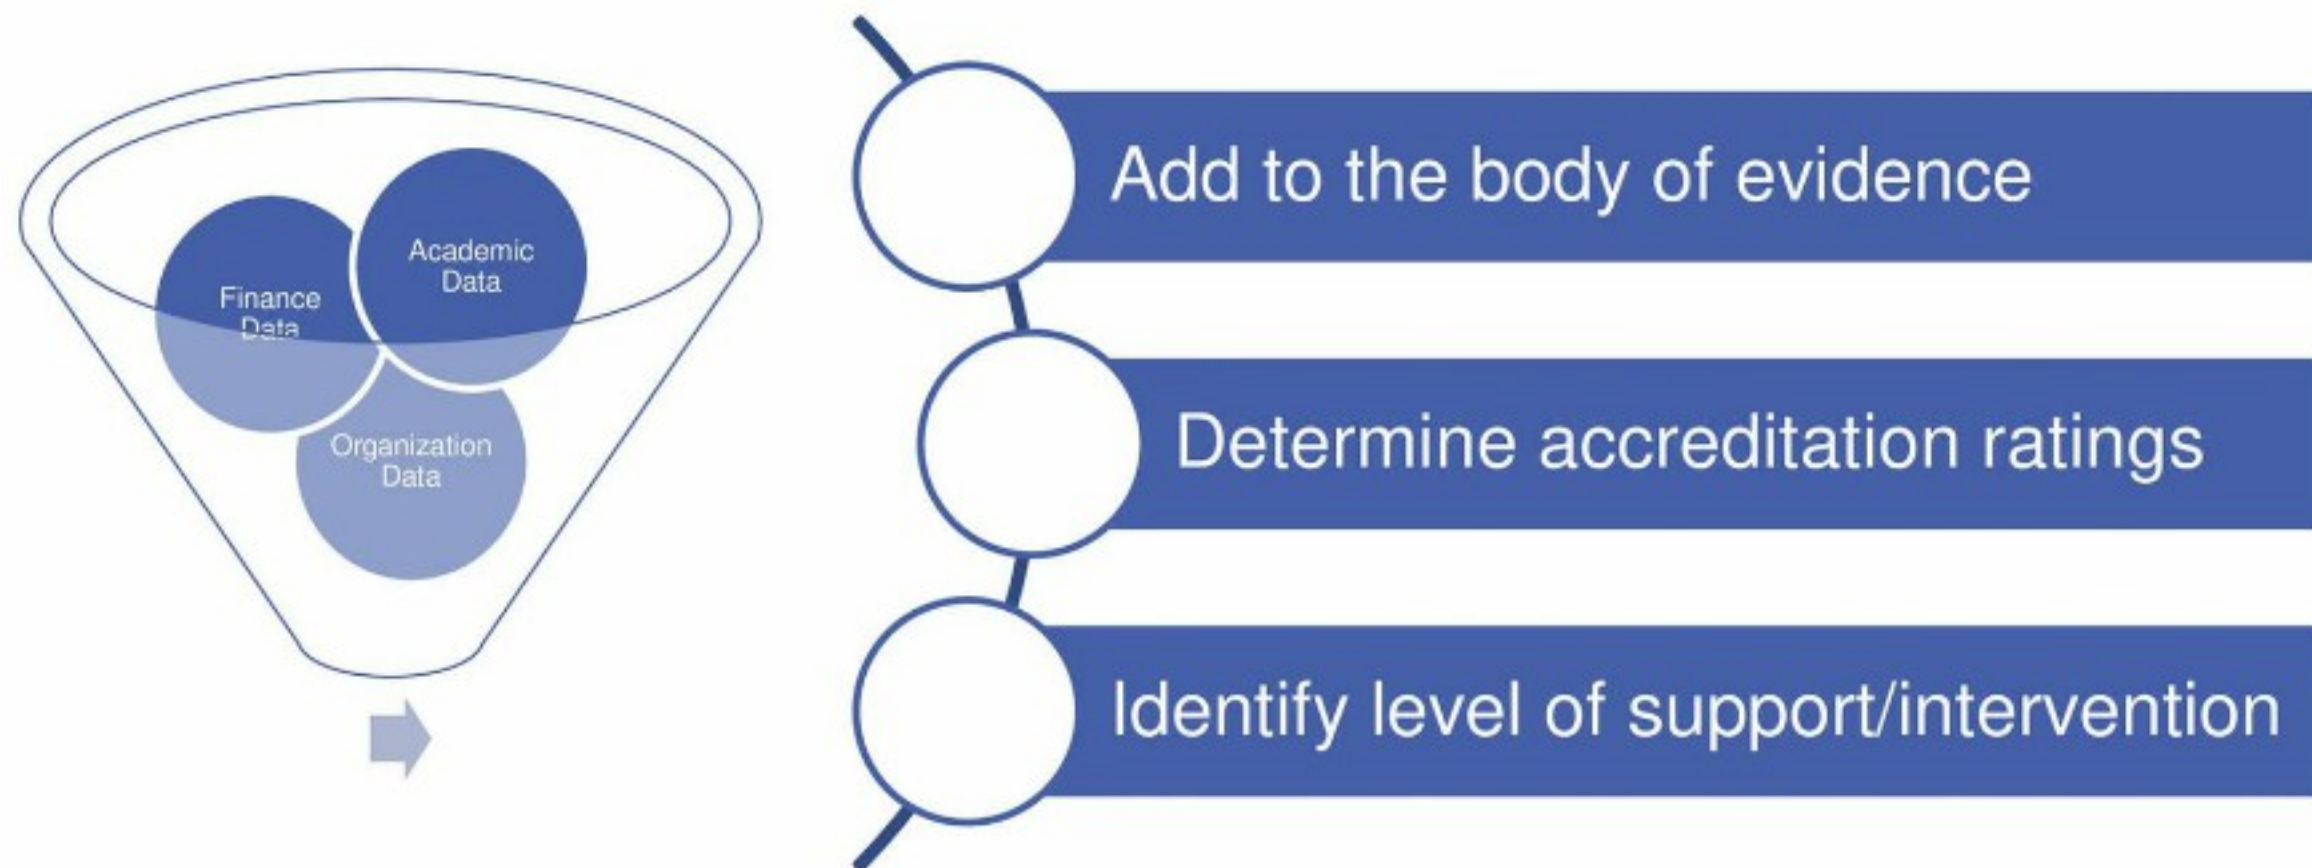 Academic
Data
Finance
Data
Organization
Data
Add to the body of evidence
Determine accreditation ratings
Identify level of support/intervention